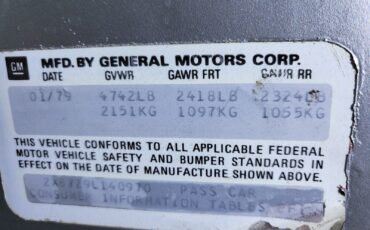 GM
MFD. BY GENERAL MOTORS CORP.
DATE GVWR GAWR FRT GAWR RR
01/79 4742LB 2418LB 2324LB
2151KG 1097KG 1055KG
THIS VEHICLE CONFORMS TO ALL APPLICABLE FEDERAL
MOTOR VEHICLE SAFETY AND BUMPER STANDARDS IN
EFFECT ON THE DATE OF MANUFACTURE SHOWN ABOVE.
PASS CAR
CONSUMER INFORMATION TABLES